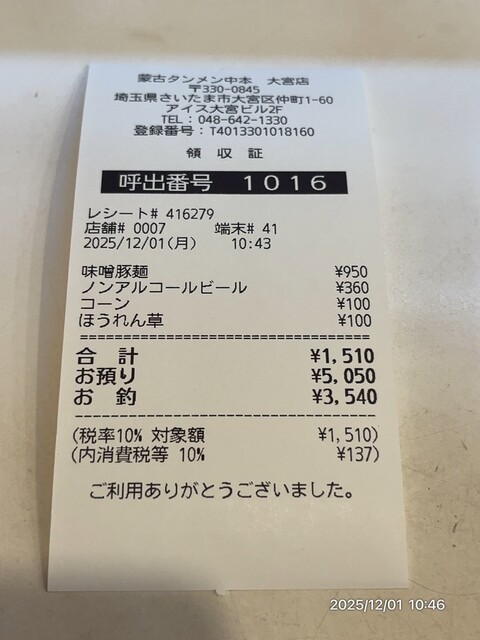 蒙古タンメン中本　大宮店
〒330-0845
埼玉県さいたま市大宮区仲町1-60
アイス大宮ビル2F
TEL：048-642-1330
登録番号：T4013301018160
領 収 証
呼出番号　1016
レシート# 416279
店舗# 0007　　端末# 41
2025/12/01(月)　　10:43
味噌豚麺　¥950
ノンアルコールビール　¥360
コーン　¥100
ほうれん草　¥100
合　計　¥1,510
お預り　¥5,050
お　釣　¥3,540
(税率10% 対象額　¥1,510)
(内消費税等 10%　¥137)
ご利用ありがとうございました。
2025/12/01 10:46